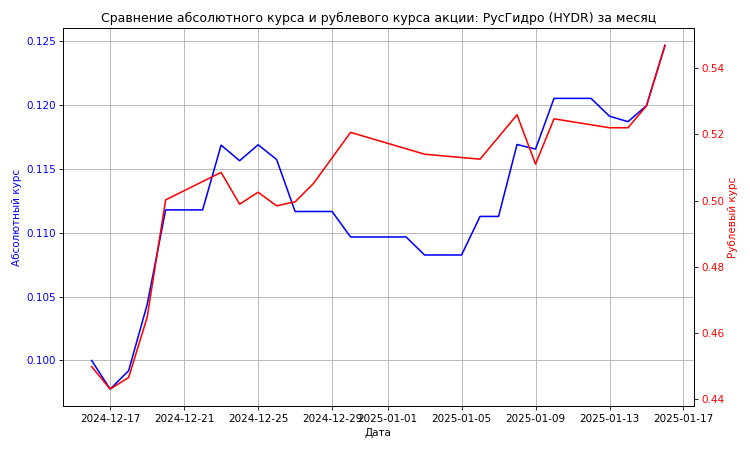 Сравнение абсолютного курса и рублевого курса акции: РусГидро (HYDR) за месяц
0.125
0.120
0.115
0.110
0.105
0.100
Абсолютный курс
0.54
0.52
0.50
0.48
0.46
0.44
Рублевый курс
2024-12-17 2024-12-21 2024-12-25 2024-12-29 2025-01-01 2025-01-05 2025-01-09 2025-01-13 2025-01-17
Дата